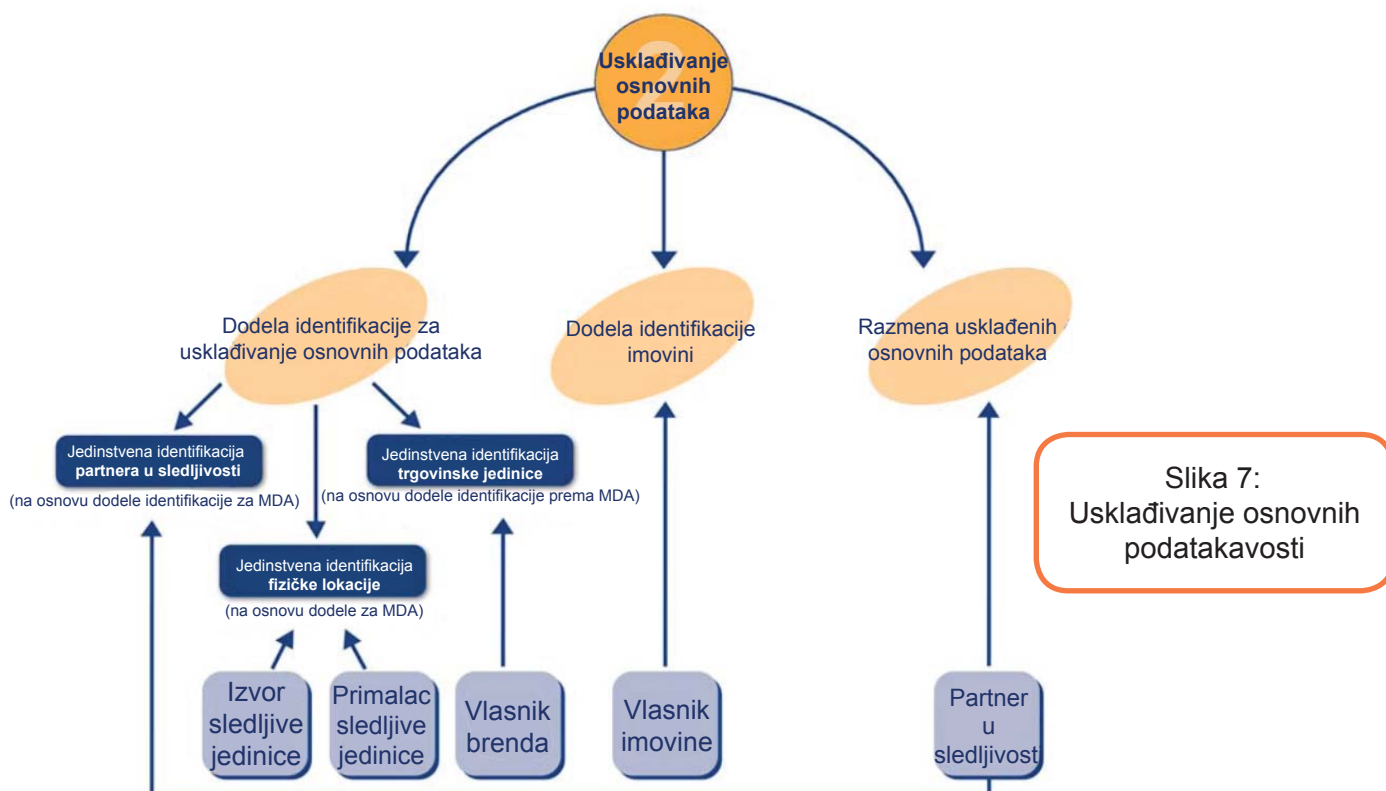 2
Usklađivanje
osnovnih
podataka
Dodela identifikacije za
usklađivanje osnovnih podataka
Dodela identifikacije
imovini
Razmena usklađenih
osnovnih podataka
Jedinstvena identifikacija
partnera u sledljivosti
(na osnovu dodele identifikacije za MDA)
Jedinstvena identifikacija
trgovinske jedinice
(na osnovu dodele identifikacije prema MDA)
Jedinstvena identifikacija
fizičke lokacije
(na osnovu dodele za MDA)
Slika 7:
Usklađivanje osnovnih
podatakavosti
Izvor
sledljive
jedinice
Primalac
sledljive
jedinice
Vlasnik
brenda
Vlasnik
imovine
Partner
u
sledljivosti